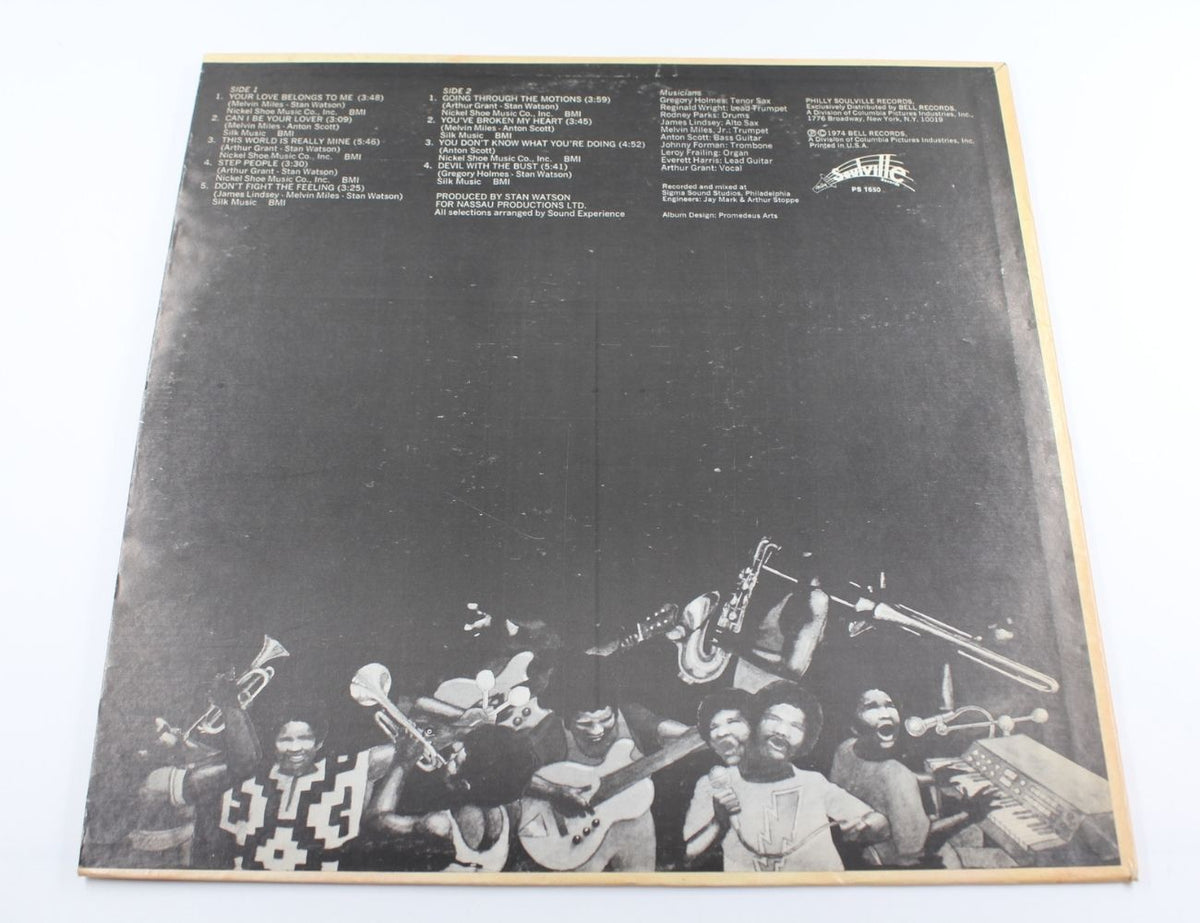 SIDE 1
1. YOUR LOVE BELONGS TO ME (3:48)
(Melvin Miles - Stan Watson)
Nickel Shoe Music Co., Inc. BMI
2. CAN I BE YOUR LOVER (3:09)
(Melvin Miles - Anton Scott)
Silk Music BMI
3. THIS WORLD IS REALLY MINE (5:46)
(Arthur Grant - Stan Watson)
Nickel Shoe Music Co., Inc. BMI
4. STEP PEOPLE (3:30)
(Arthur Grant - Stan Watson)
Nickel Shoe Music Co., Inc. BMI
5. DON'T FIGHT THE FEELING (3:25)
(James Lindsey - Melvin Miles - Stan Watson)
Silk Music BMI
SIDE 2
1. GOING THROUGH THE MOTIONS (3:59)
(Arthur Grant - Stan Watson)
Nickel Shoe Music Co., Inc. BMI
2. YOU'VE BROKEN MY HEART (3:45)
(Melvin Miles - Anton Scott)
Silk Music BMI
3. YOU DON'T KNOW WHAT YOU'RE DOING (4:52)
(Anton Scott)
Nickel Shoe Music Co., Inc. BMI
4. DEVIL WITH THE BUST (5:41)
(Gregory Holmes - Stan Watson)
Silk Music BMI
PRODUCED BY STAN WATSON
FOR NASSAU PRODUCTIONS LTD.
All selections arranged by Sound Experience
Musicians
Gregory Holmes: Tenor Sax
Reginald Wright: Lead Trumpet
Rodney Parks: Drums
James Lindsey: Alto Sax
Melvin Miles, Jr.: Trumpet
Anton Scott: Bass Guitar
Johnny Forman: Trombone
Leroy Frailing: Organ
Everett Harris: Lead Guitar
Arthur Grant: Vocal
Recorded and mixed at
Sigma Sound Studios, Philadelphia
Engineers: Jay Mark & Arthur Stoppe
Album Design: Promedeus Arts
PHILLY SOULVILLE RECORDS,
Exclusively Distributed by BELL RECORDS,
A Division of Columbia Pictures Industries, Inc.,
1776 Broadway, New York, N.Y. 10019
℗©1974 BELL RECORDS,
A Division of Columbia Pictures Industries, Inc.
Printed in U.S.A.
Soulville
PS 1650